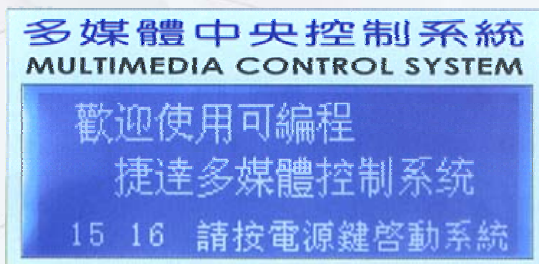 多媒體中央控制系統
MULTIMEDIA CONTROL SYSTEM
歡迎使用可編程
捷達多媒體控制系统
15 16 請按電源鍵啓動系統